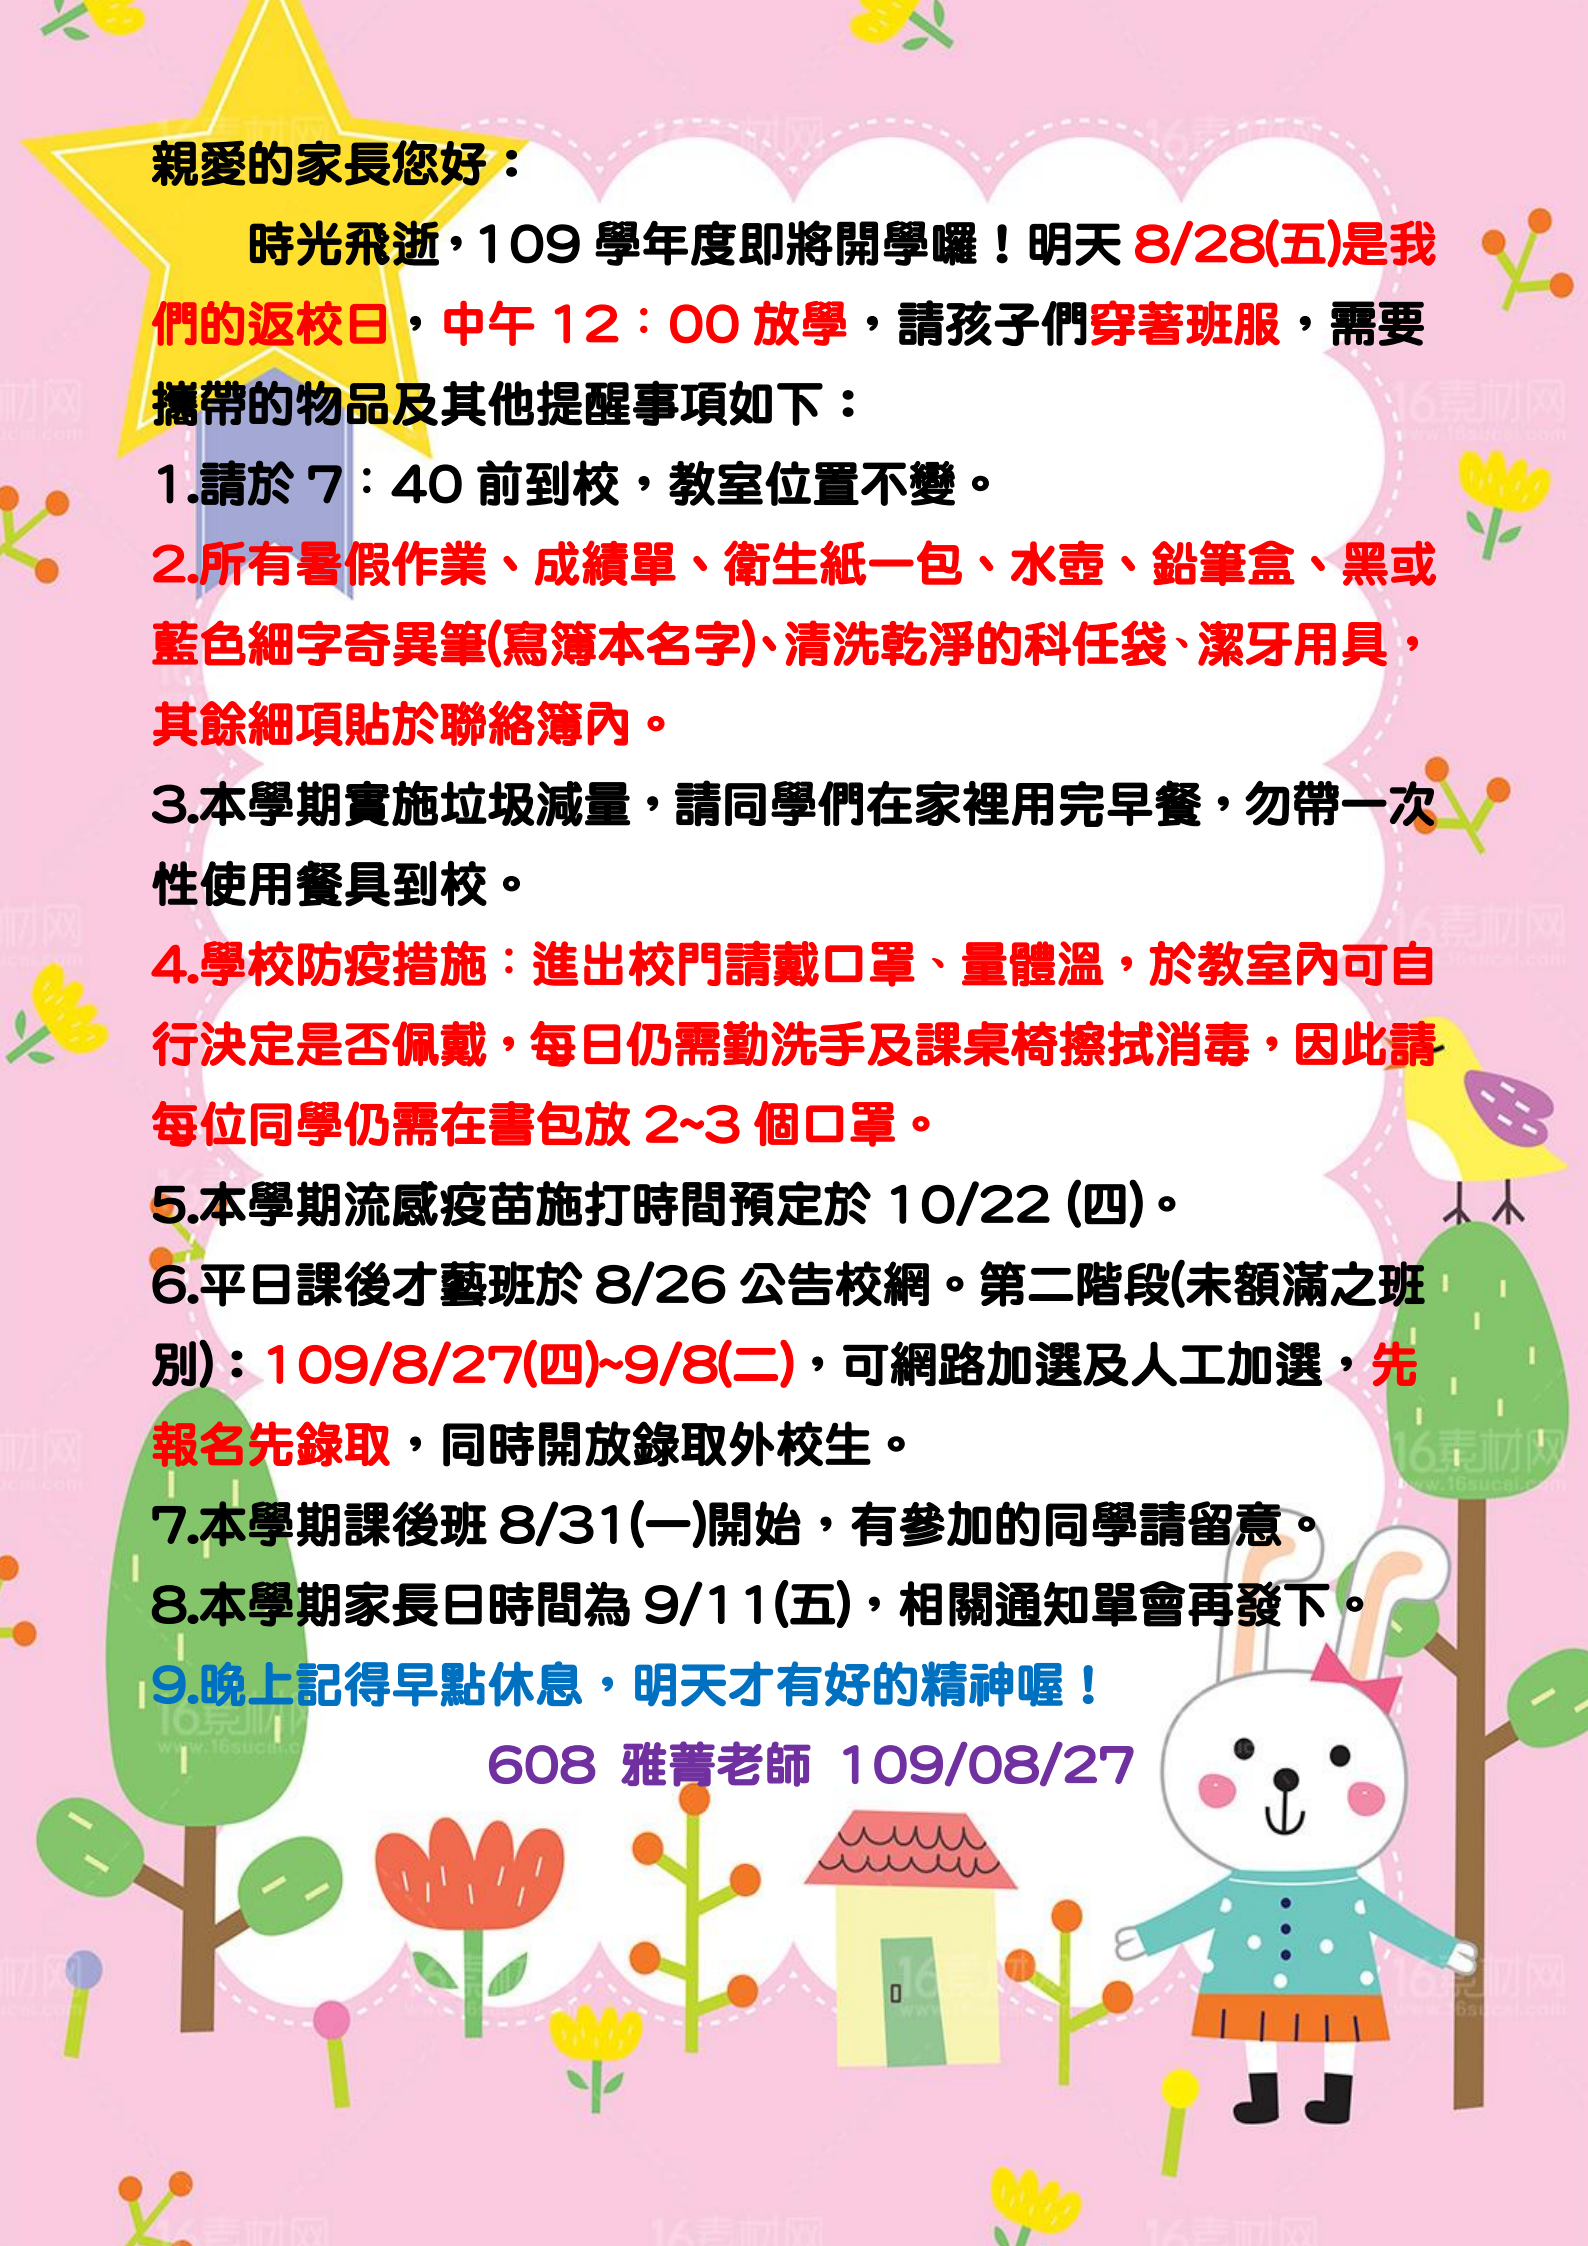 親愛的家長您好：
時光飛逝，109 學年度即將開學囉！明天 8/28(五)是我
們的返校日，中午 12：00 放學，請孩子們穿著班服，需要
攜帶的物品及其他提醒事項如下：
1.請於 7：40 前到校，教室位置不變。
2.所有暑假作業、成績單、衛生紙一包、水壺、鉛筆盒、黑或
藍色細字奇異筆(寫簿本名字)、清洗乾淨的科任袋、潔牙用具，
其餘細項貼於聯絡簿內。
3.本學期實施垃圾減量，請同學們在家裡用完早餐，勿帶一次
性使用餐具到校。
4.學校防疫措施：進出校門請戴口罩、量體溫，於教室內可自
行決定是否佩戴，每日仍需勤洗手及課桌椅擦拭消毒，因此請
每位同學仍需在書包放 2~3 個口罩。
5.本學期流感疫苗施打時間預定於 10/22 (四)。
6.平日課後才藝班於 8/26 公告校網。第二階段(未額滿之班
別)：109/8/27(四)~9/8(二)，可網路加選及人工加選，先
報名先錄取，同時開放錄取外校生。
7.本學期課後班 8/31(一)開始，有參加的同學請留意。
8.本學期家長日時間為 9/11(五)，相關通知單會再發下。
9.晚上記得早點休息，明天才有好的精神喔！
608 雅菁老師 109/08/27
16素材网
www.16sucai.com